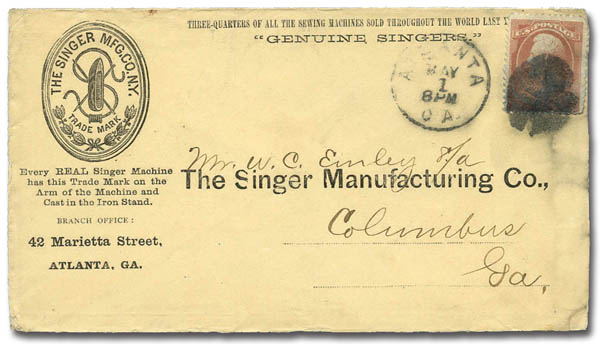 THREE-QUARTERS OF ALL THE SEWING MACHINES SOLD THROUGHOUT THE WORLD LAST
"GENUINE SINGERS."
THE SINGER MFG.CO.N.Y.
TRADE MARK
ATLANTA
MAY
1
8PM
GA.
U.S. POSTAGE
Every REAL Singer Machine
has this Trade Mark on the
Arm of the Machine and
Cast in the Iron Stand.
BRANCH OFFICE:
42 Marietta Street,
ATLANTA, GA.
Mr. W. C. Emley
The Singer Manufacturing Co.,
Columbus
Ga.